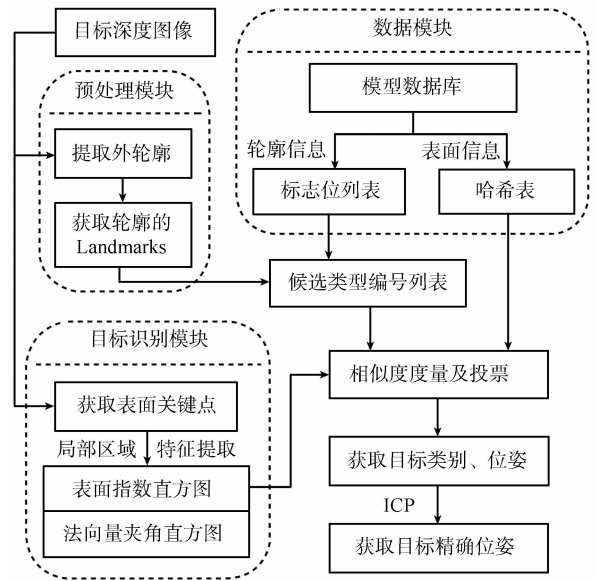 目标深度图像
预处理模块
提取外轮廓
获取轮廓的
Landmarks
数据模块
模型数据库
轮廓信息
表面信息
标志位列表
哈希表
候选类型编号列表
目标识别模块
获取表面关键点
局部区域
特征提取
表面指数直方图
法向量夹角直方图
相似度度量及投票
获取目标类别、位姿
ICP
获取目标精确位姿